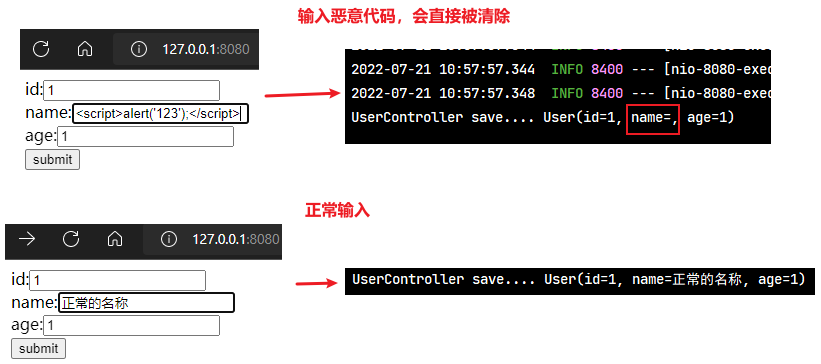 输入恶意代码，会直接被清除
127.0.0.1:8080
id:1
name:<script>alert('123');</script>
age:1
submit
2022-07-21 10:57:57.344 INFO 8400 --- [nio-8080-exec
2022-07-21 10:57:57.348 INFO 8400 --- [nio-8080-exec
UserController save.... User(id=1, name=, age=1)
正常输入
127.0.0.1:8080
id:1
name:正常的名称
age:1
submit
UserController save.... User(id=1, name=正常的名称, age=1)